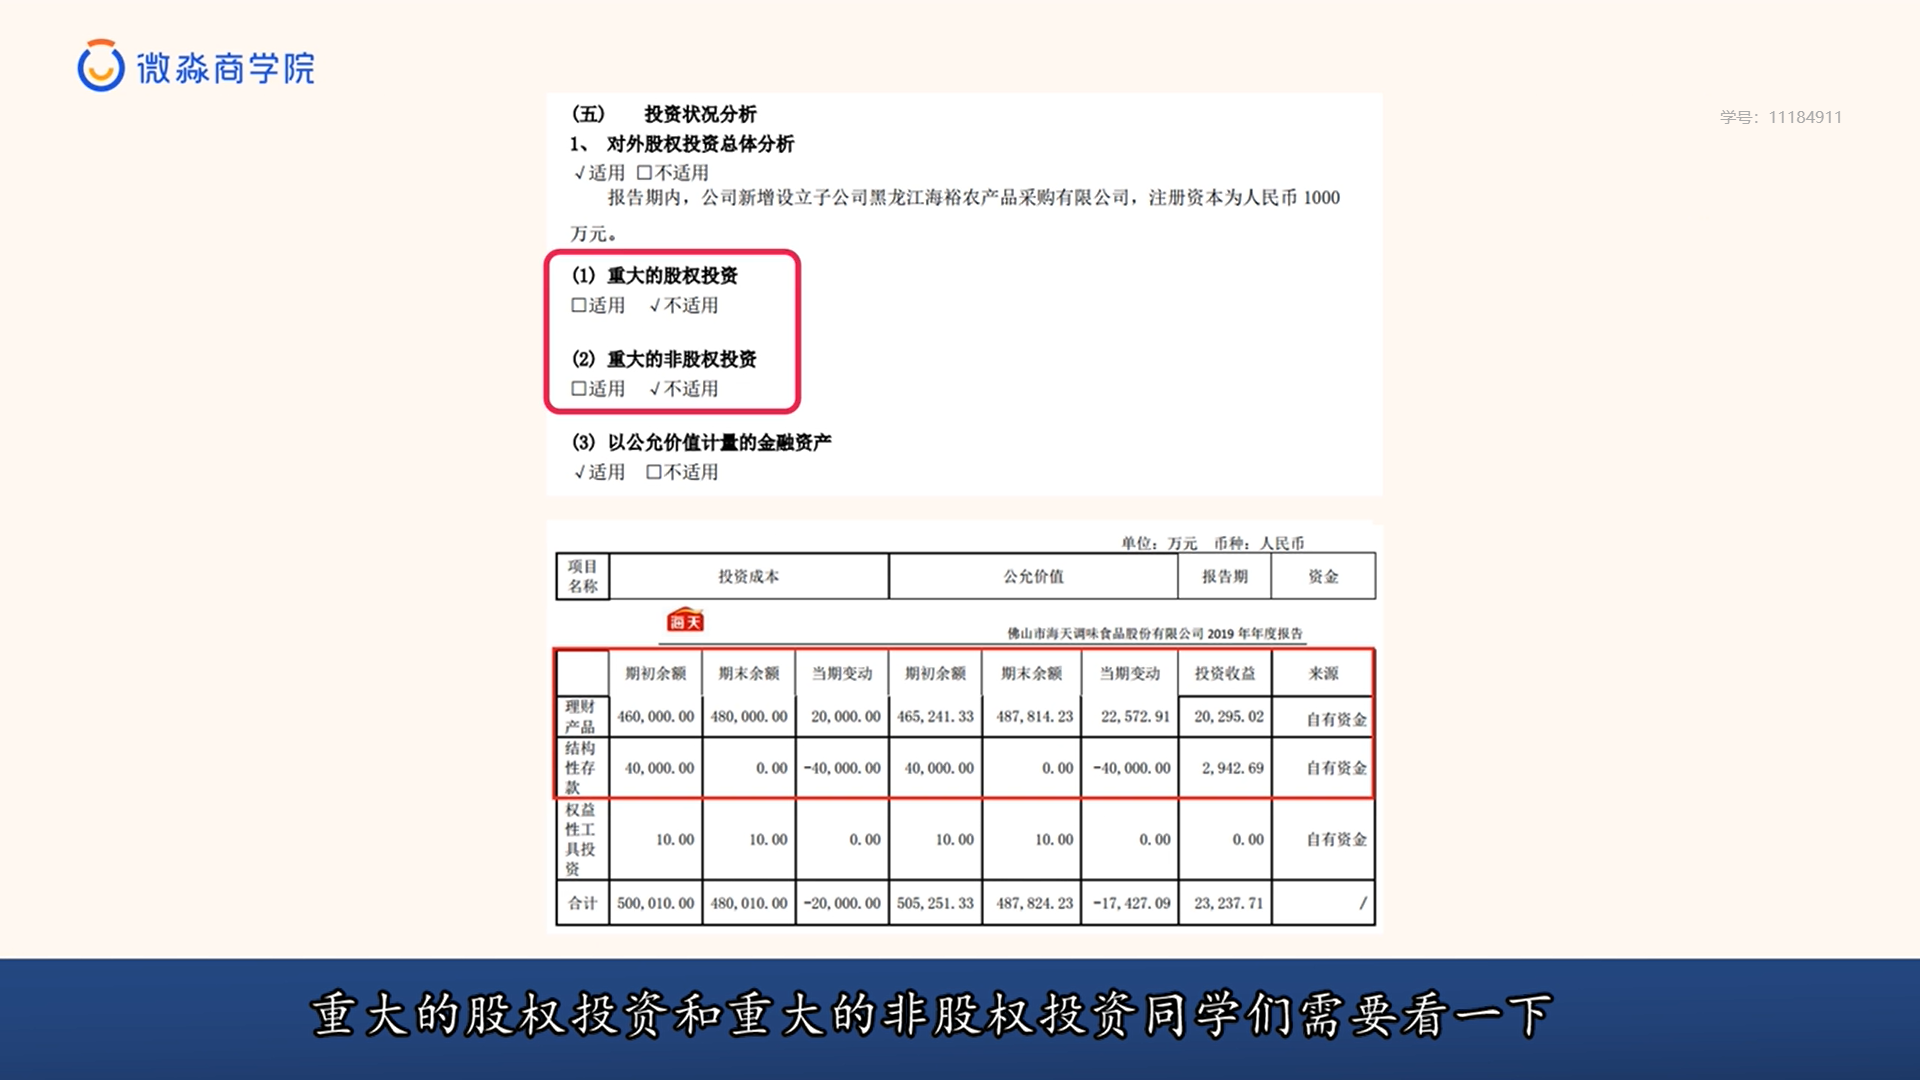 微淼商学院
学号：11184911
(五) 投资状况分析
1、 对外股权投资总体分析
√适用 □不适用
报告期内，公司新增设立子公司黑龙江海裕农产品采购有限公司，注册资本为人民币 1000
万元。
(1) 重大的股权投资
□适用 √不适用
(2) 重大的非股权投资
□适用 √不适用
(3) 以公允价值计量的金融资产
√适用 □不适用
单位：万元 币种：人民币
项目名称 投资成本 公允价值 报告期 资金
海天
佛山市海天调味食品股份有限公司 2019 年年度报告
期初余额 期末余额 当期变动 期初余额 期末余额 当期变动 投资收益 来源
理财产品 460,000.00 480,000.00 20,000.00 465,241.33 487,814.23 22,572.91 20,295.02 自有资金
结构性存款 40,000.00 0.00 -40,000.00 40,000.00 0.00 -40,000.00 2,942.69 自有资金
权益性工具投资 10.00 10.00 0.00 10.00 10.00 0.00 0.00 自有资金
合计 500,010.00 480,010.00 -20,000.00 505,251.33 487,824.23 -17,427.09 23,237.71 /
重大的股权投资和重大的非股权投资同学们需要看一下